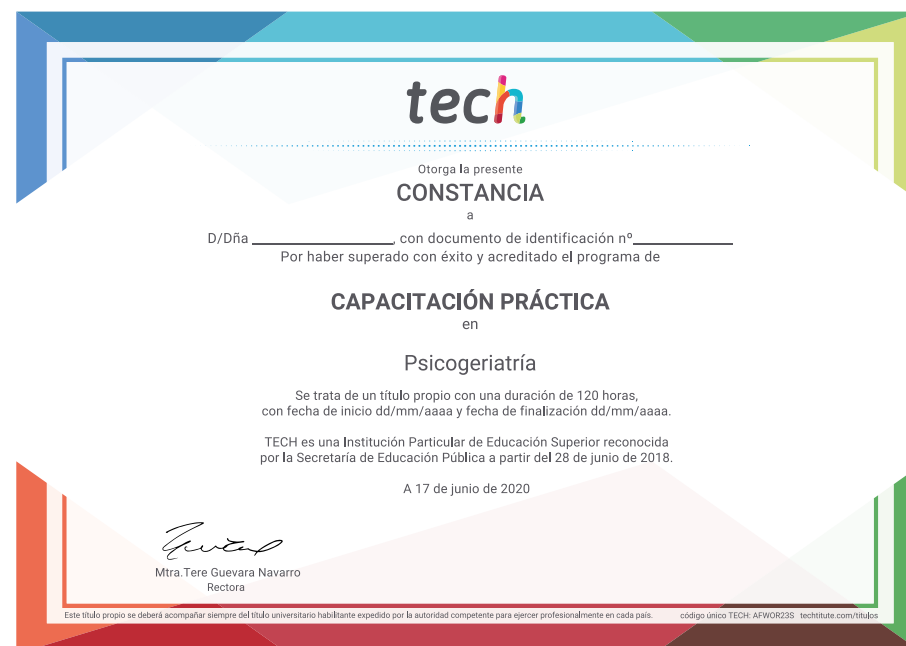 tech
Otorga la presente
CONSTANCIA
a
D/Dña ____________________, con documento de identificación nº______________
Por haber superado con éxito y acreditado el programa de
CAPACITACIÓN PRÁCTICA
en
Psicogeriatría
Se trata de un título propio con una duración de 120 horas,
con fecha de inicio dd/mm/aaaa y fecha de finalización dd/mm/aaaa.
TECH es una Institución Particular de Educación Superior reconocida
por la Secretaría de Educación Pública a partir del 28 de junio de 2018.
A 17 de junio de 2020
Mtra.Tere Guevara Navarro
Rectora
Este título propio se deberá acompañar siempre del título universitario habilitante expedido por la autoridad competente para ejercer profesionalmente en cada país. código único TECH: AFWOR23S techtitute.com/titulos